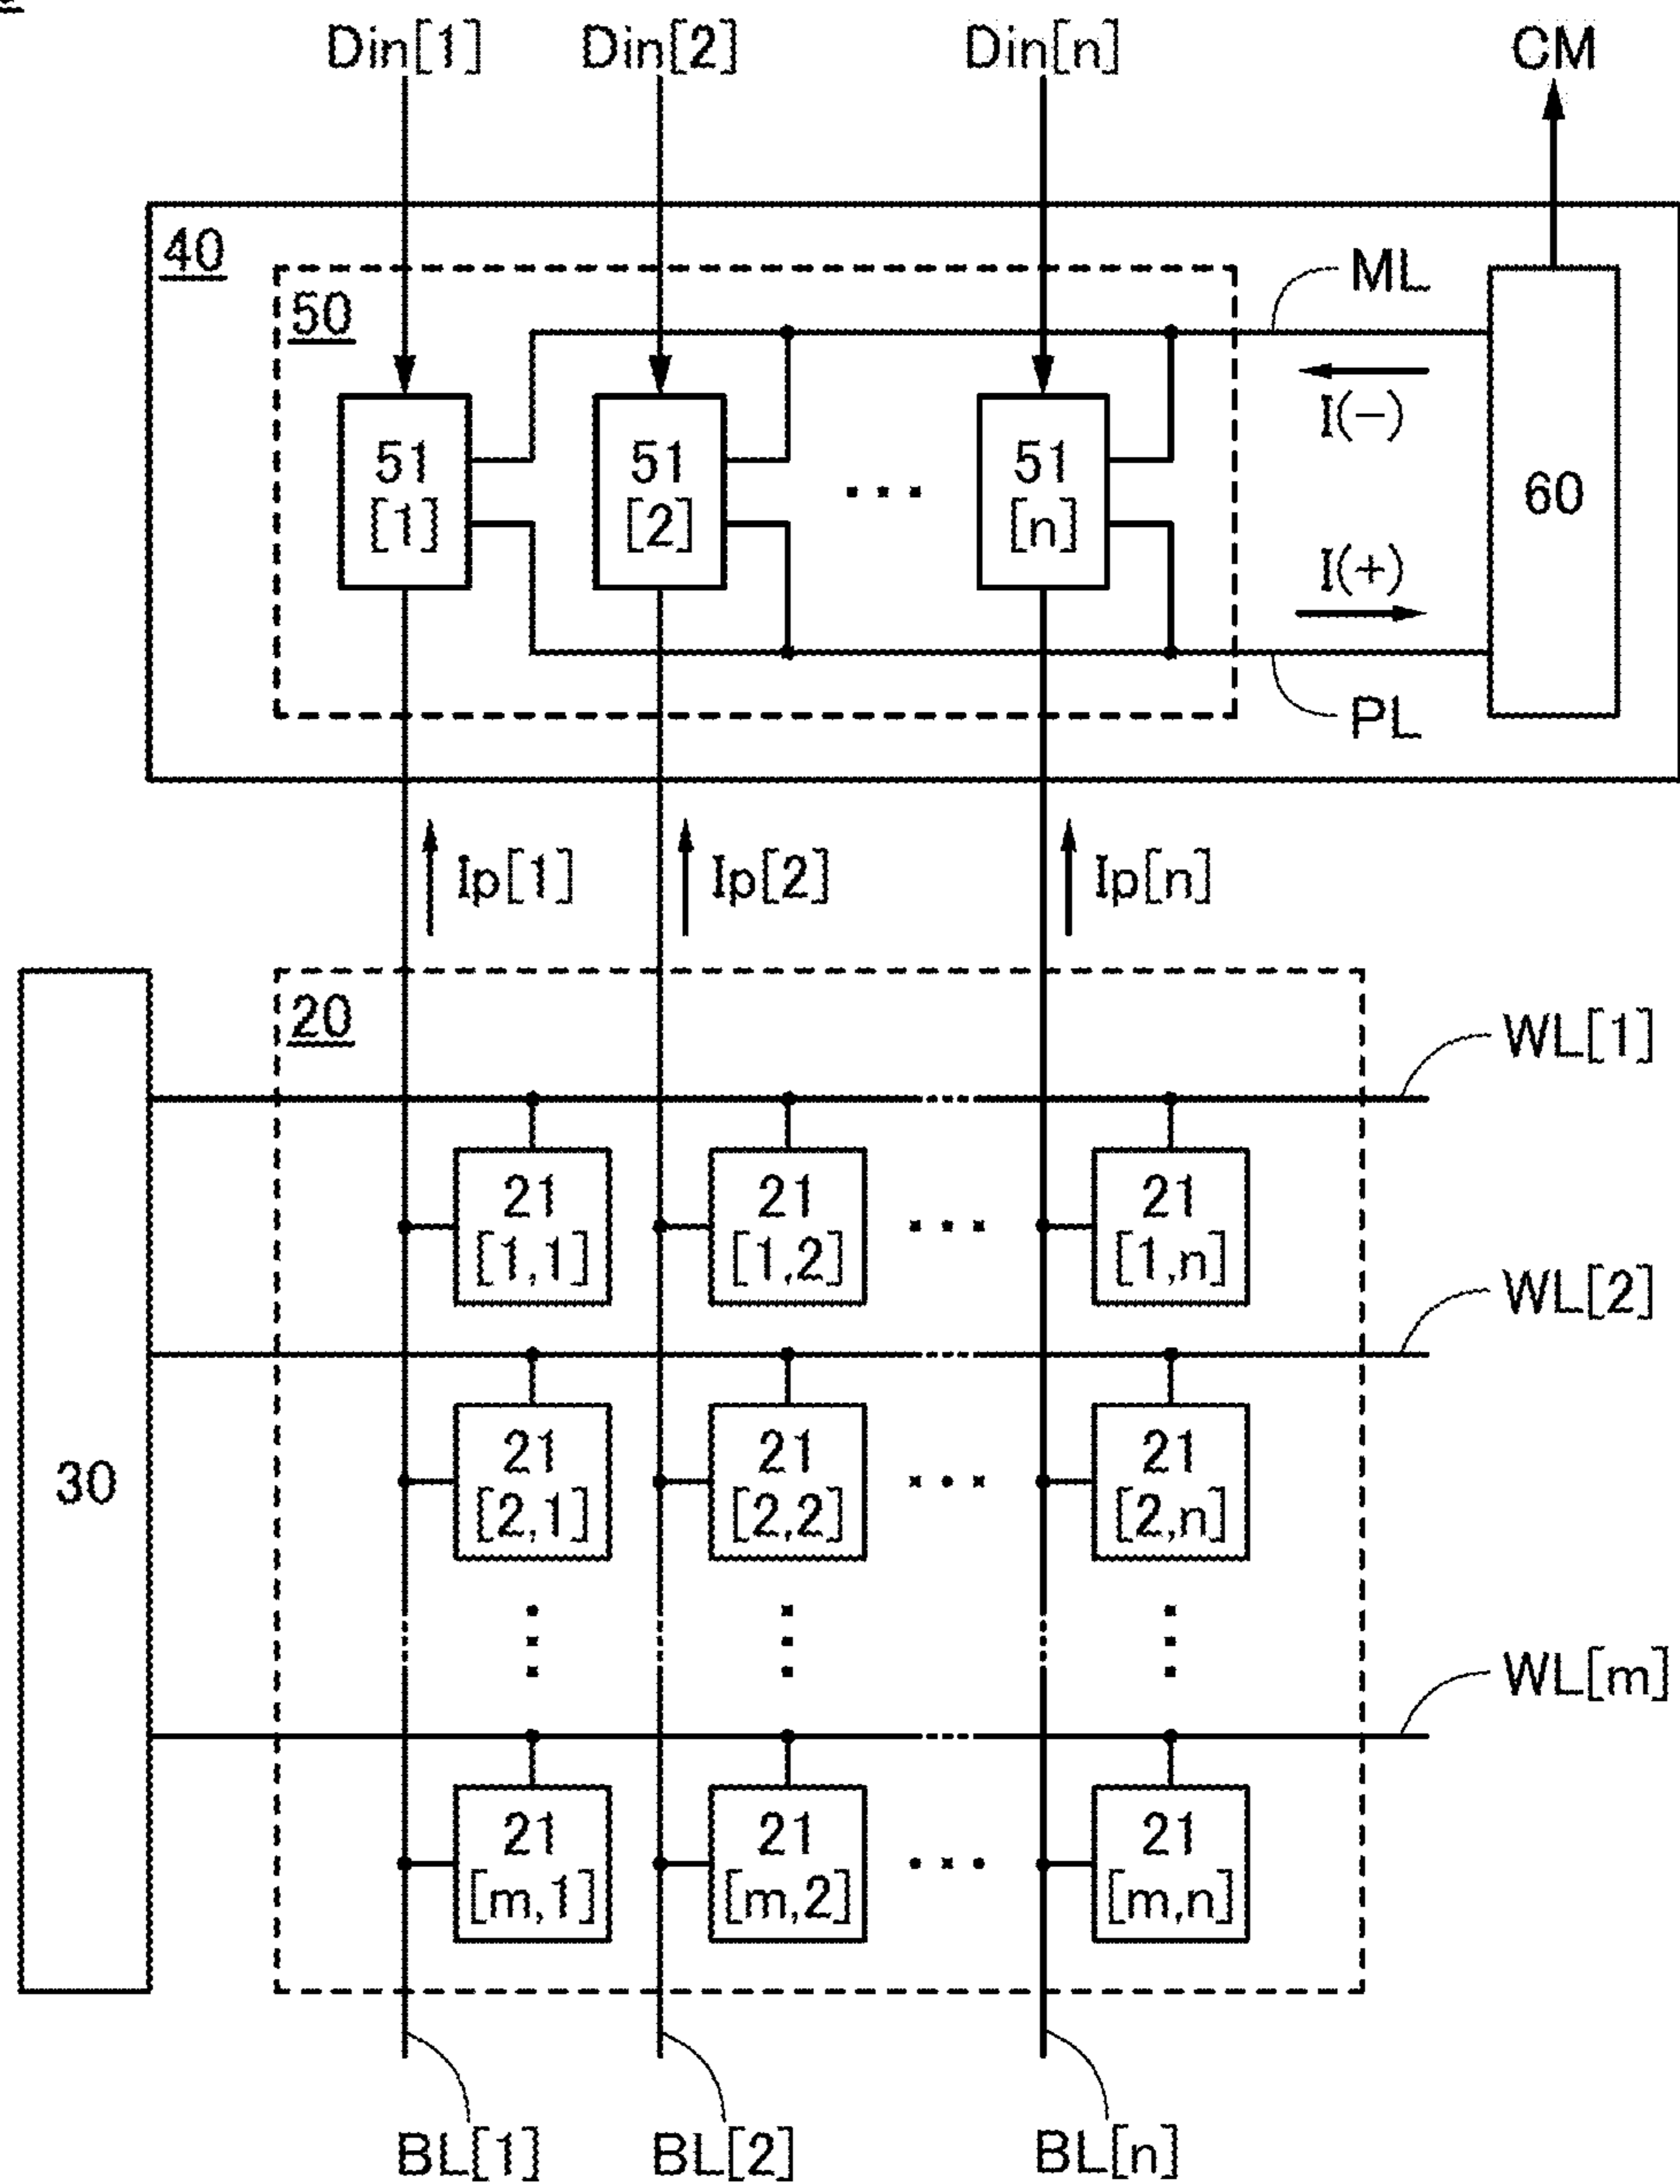 Din[1] Din[2] Din[n] CM
40
50
ML
I(−)
51 51 51
[1] [2] ··· [n]
60
I(+)
PL
Ip[1] Ip[2] Ip[n]
20
WL[1]
21 21 21
[1,1] [1,2] ··· [1,n]
WL[2]
30
21 21 21
[2,1] [2,2] ··· [2,n]
WL[m]
21 21 21
[m,1] [m,2] ··· [m,n]
BL[1] BL[2] BL[n]